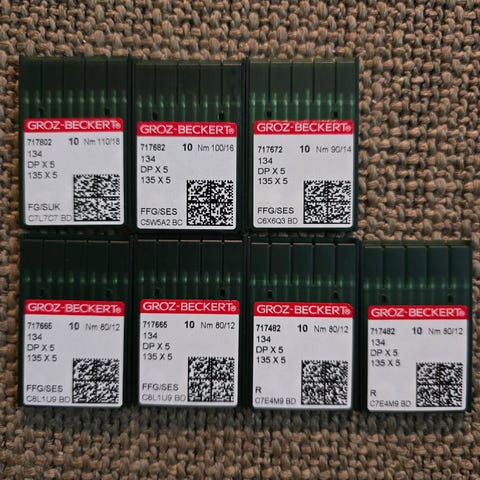 GROZ-BECKERT®
717802 10 Nm 110/18
134
DP X 5
135 X 5
FG/SUK
C7L7C7 BD
GROZ-BECKERT®
717682 10 Nm 100/16
134
DP X 5
135 X 5
FFG/SES
C5W5A2 BC
GROZ-BECKERT®
717672 10 Nm 90/14
134
DP X 5
135 X 5
FFG/SES
C6X6Q3 BD
GROZ-BECKERT®
717665 10 Nm 80/12
134
DP X 5
135 X 5
FFG/SES
C8L1U9 BD
GROZ-BECKERT®
717665 10 Nm 80/12
134
DP X 5
135 X 5
FFG/SES
C8L1U9 BD
GROZ-BECKERT®
717482 10 Nm 80/12
134
DP X 5
135 X 5
R
C7E4M9 BD
GROZ-BECKERT®
717482 10 Nm 80/12
134
DP X 5
135 X 5
R
C7E4M9 BD